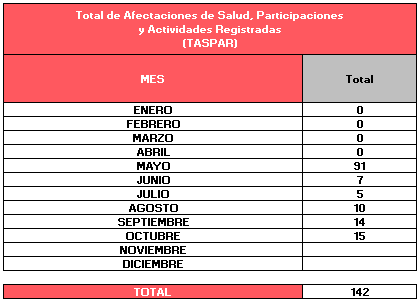 Total de Afectaciones de Salud, Participaciones
y Actividades Registradas
(TASPAR)
MES Total
ENERO 0
FEBRERO 0
MARZO 0
ABRIL 0
MAYO 91
JUNIO 7
JULIO 5
AGOSTO 10
SEPTIEMBRE 14
OCTUBRE 15
NOVIEMBRE
DICIEMBRE
TOTAL 142